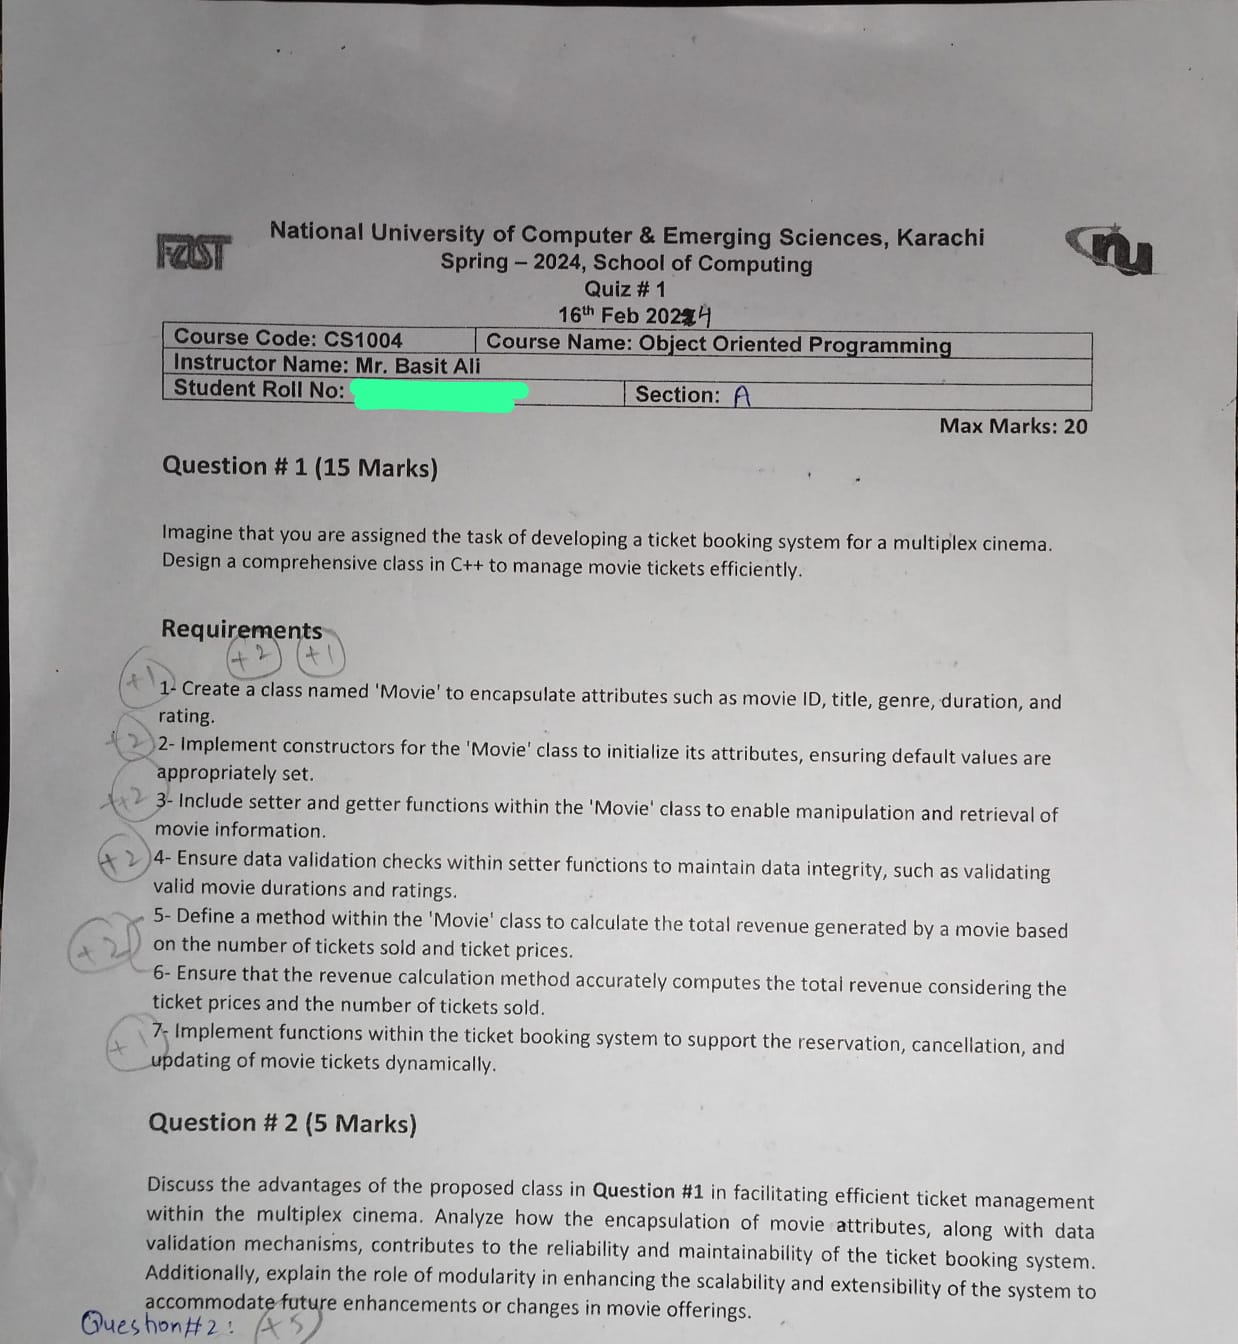 FAST
National University of Computer & Emerging Sciences, Karachi
nu
Spring – 2024, School of Computing
Quiz # 1
16th Feb 2024
Course Code: CS1004 Course Name: Object Oriented Programming
Instructor Name: Mr. Basit Ali
Student Roll No: Section: A
Max Marks: 20
Question # 1 (15 Marks)
Imagine that you are assigned the task of developing a ticket booking system for a multiplex cinema.
Design a comprehensive class in C++ to manage movie tickets efficiently.
Requirements
+2 +1
+1
1- Create a class named 'Movie' to encapsulate attributes such as movie ID, title, genre, duration, and
rating.
+2 2- Implement constructors for the 'Movie' class to initialize its attributes, ensuring default values are
appropriately set.
+2 3- Include setter and getter functions within the 'Movie' class to enable manipulation and retrieval of
movie information.
+2 4- Ensure data validation checks within setter functions to maintain data integrity, such as validating
valid movie durations and ratings.
5- Define a method within the 'Movie' class to calculate the total revenue generated by a movie based
+2 on the number of tickets sold and ticket prices.
6- Ensure that the revenue calculation method accurately computes the total revenue considering the
ticket prices and the number of tickets sold.
7- Implement functions within the ticket booking system to support the reservation, cancellation, and
+1 updating of movie tickets dynamically.
Question # 2 (5 Marks)
Discuss the advantages of the proposed class in Question #1 in facilitating efficient ticket management
within the multiplex cinema. Analyze how the encapsulation of movie attributes, along with data
validation mechanisms, contributes to the reliability and maintainability of the ticket booking system.
Additionally, explain the role of modularity in enhancing the scalability and extensibility of the system to
accommodate future enhancements or changes in movie offerings.
Question#2: +5